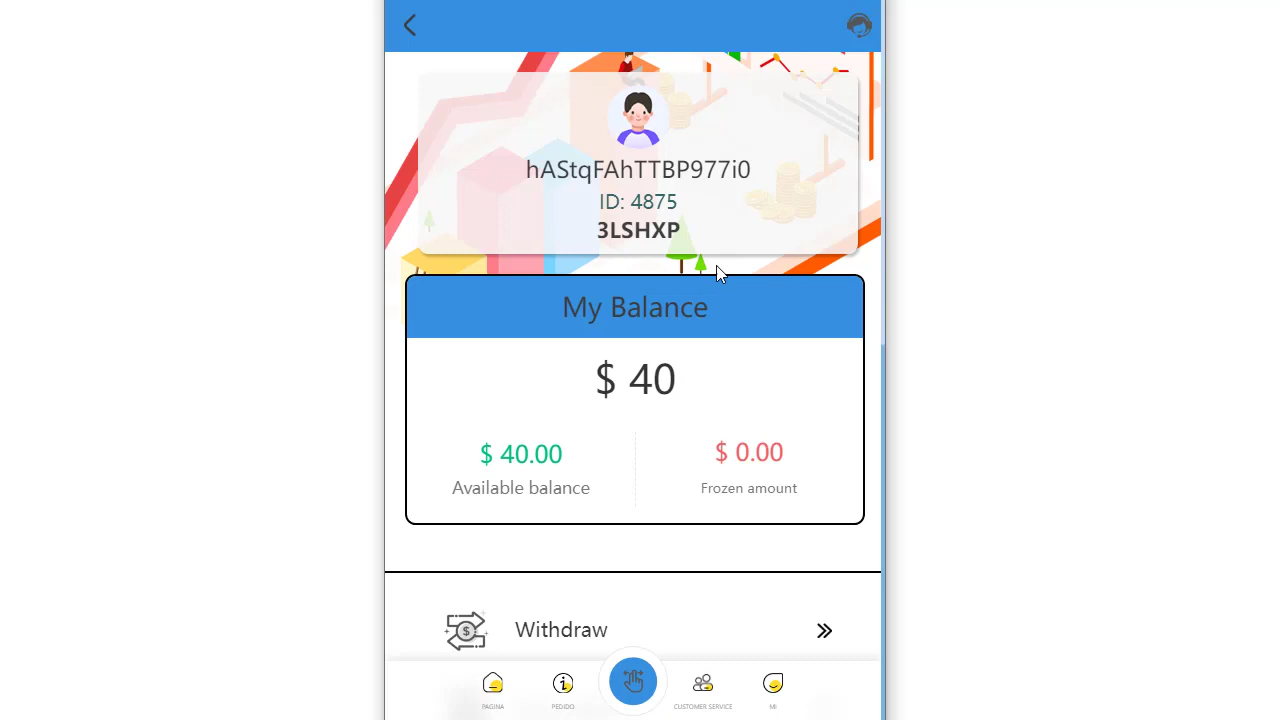 hAStqFAhTTBP977i0
ID: 4875
3LSHXP
My Balance
$ 40
$ 40.00
$ 0.00
Available balance
Frozen amount
Withdraw
PAGINA
PEDIDO
CUSTOMER SERVICE
MI